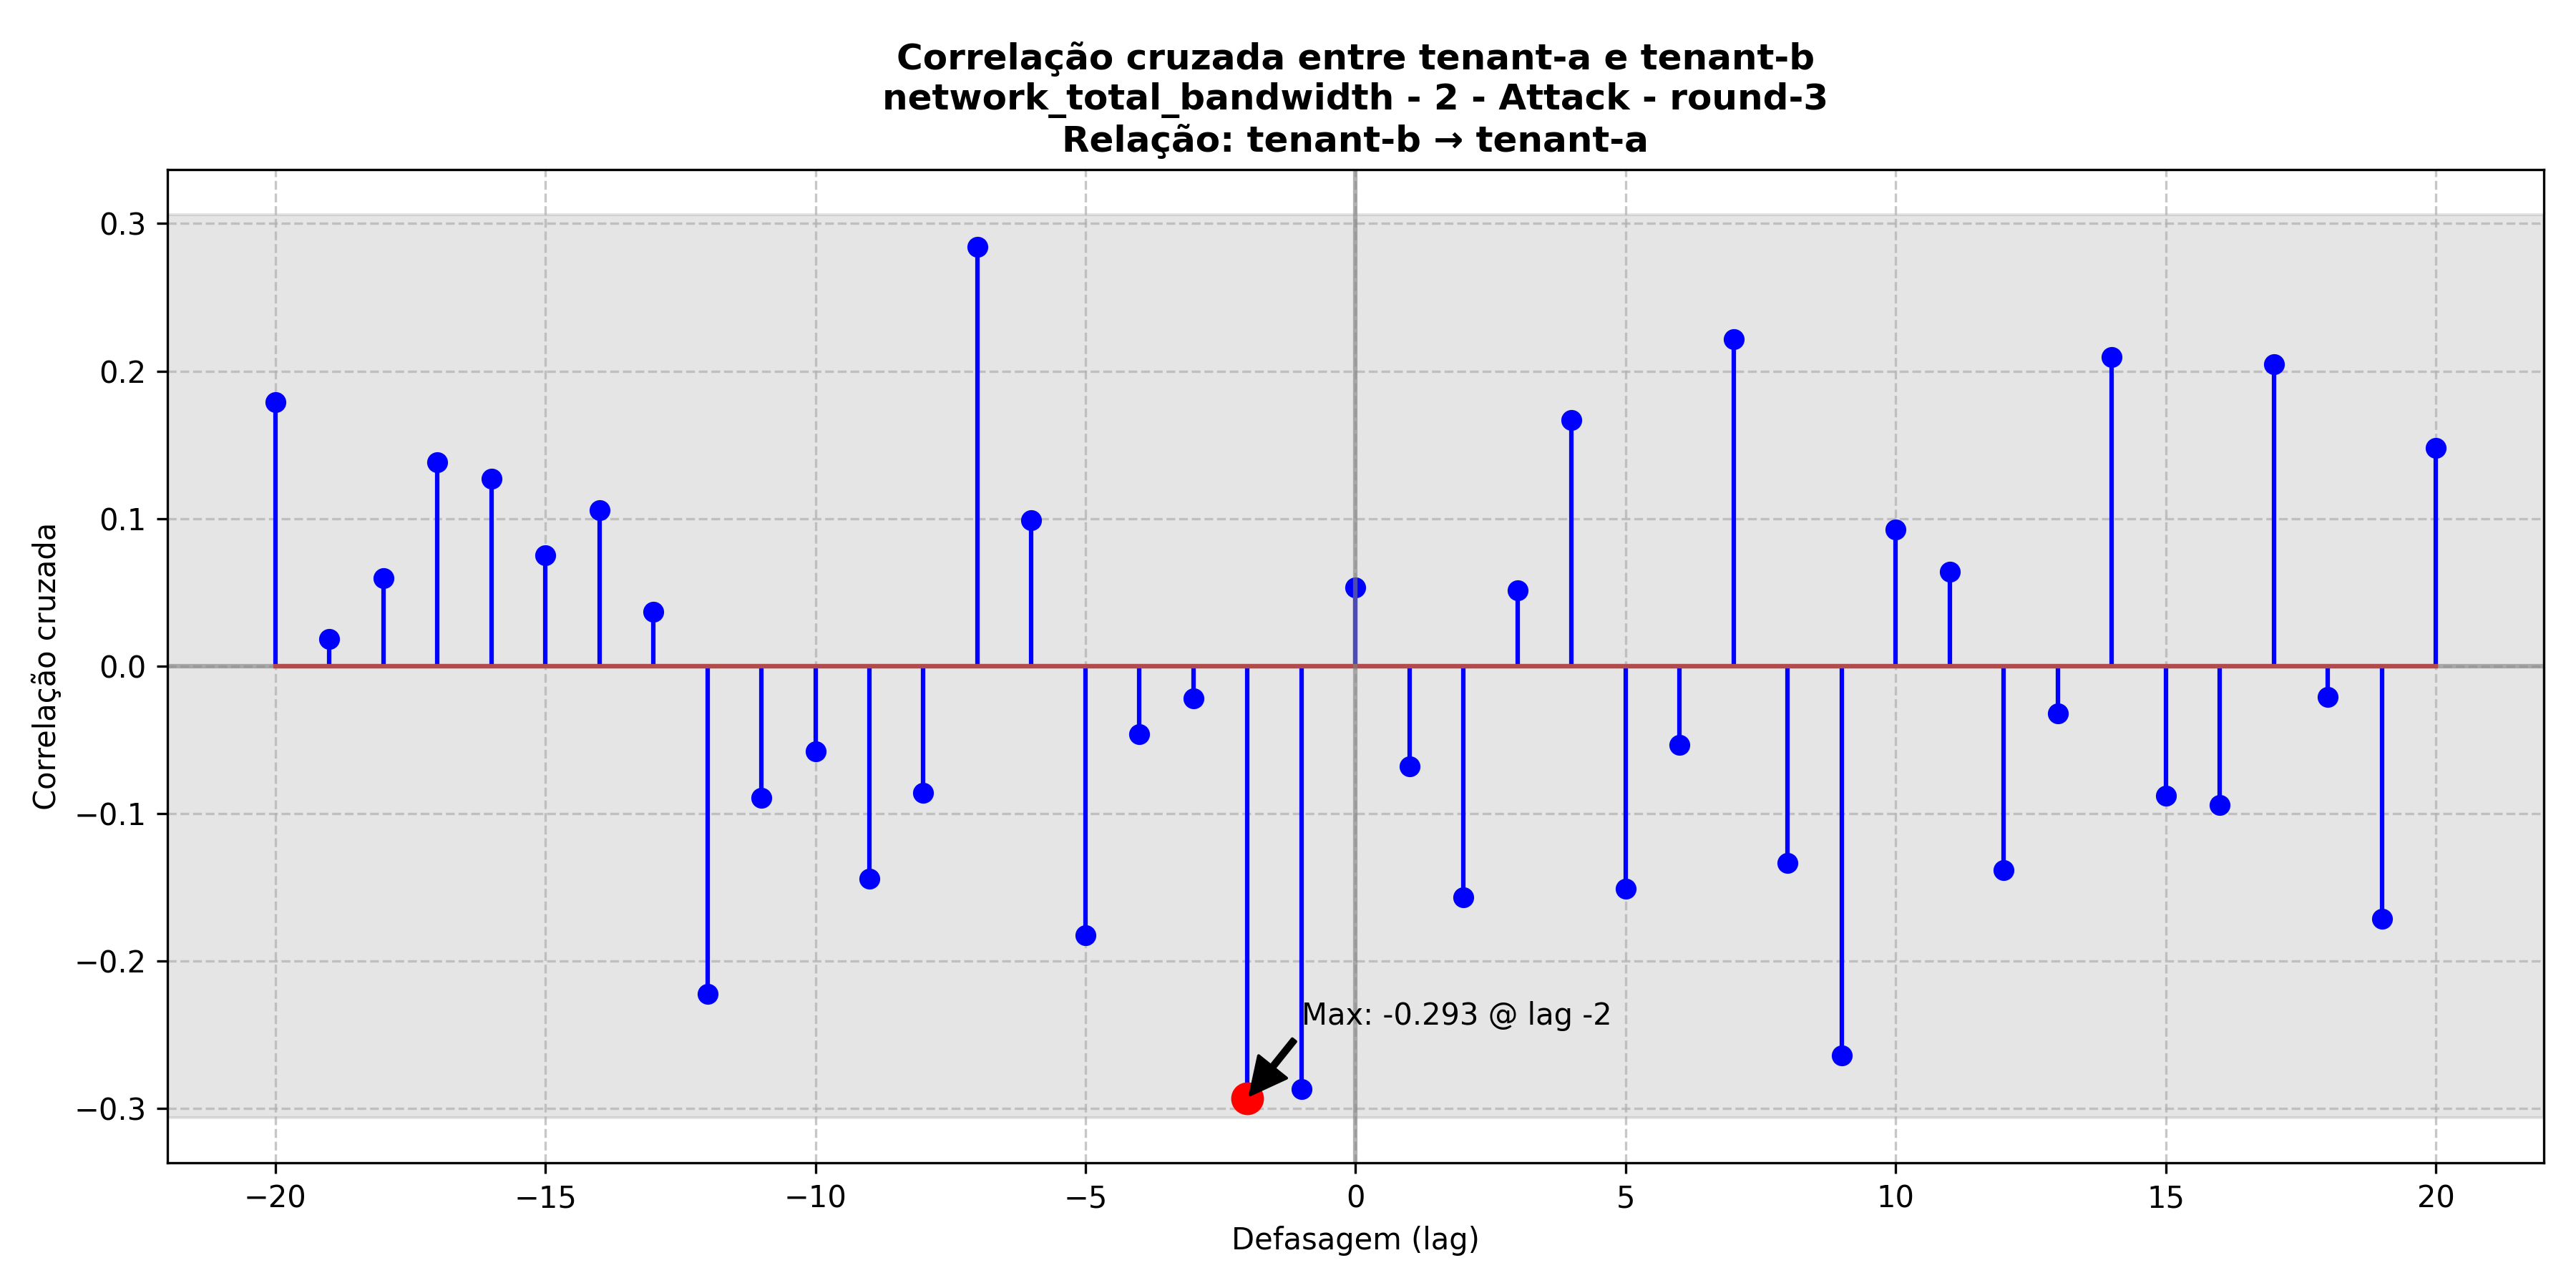 Correlação cruzada entre tenant-a e tenant-b
network_total_bandwidth - 2 - Attack - round-3
Relação: tenant-b → tenant-a
Correlação cruzada
0.3
0.2
0.1
0.0
−0.1
−0.2
−0.3
Max: -0.293 @ lag -2
−20
−15
−10
−5
0
5
10
15
20
Defasagem (lag)